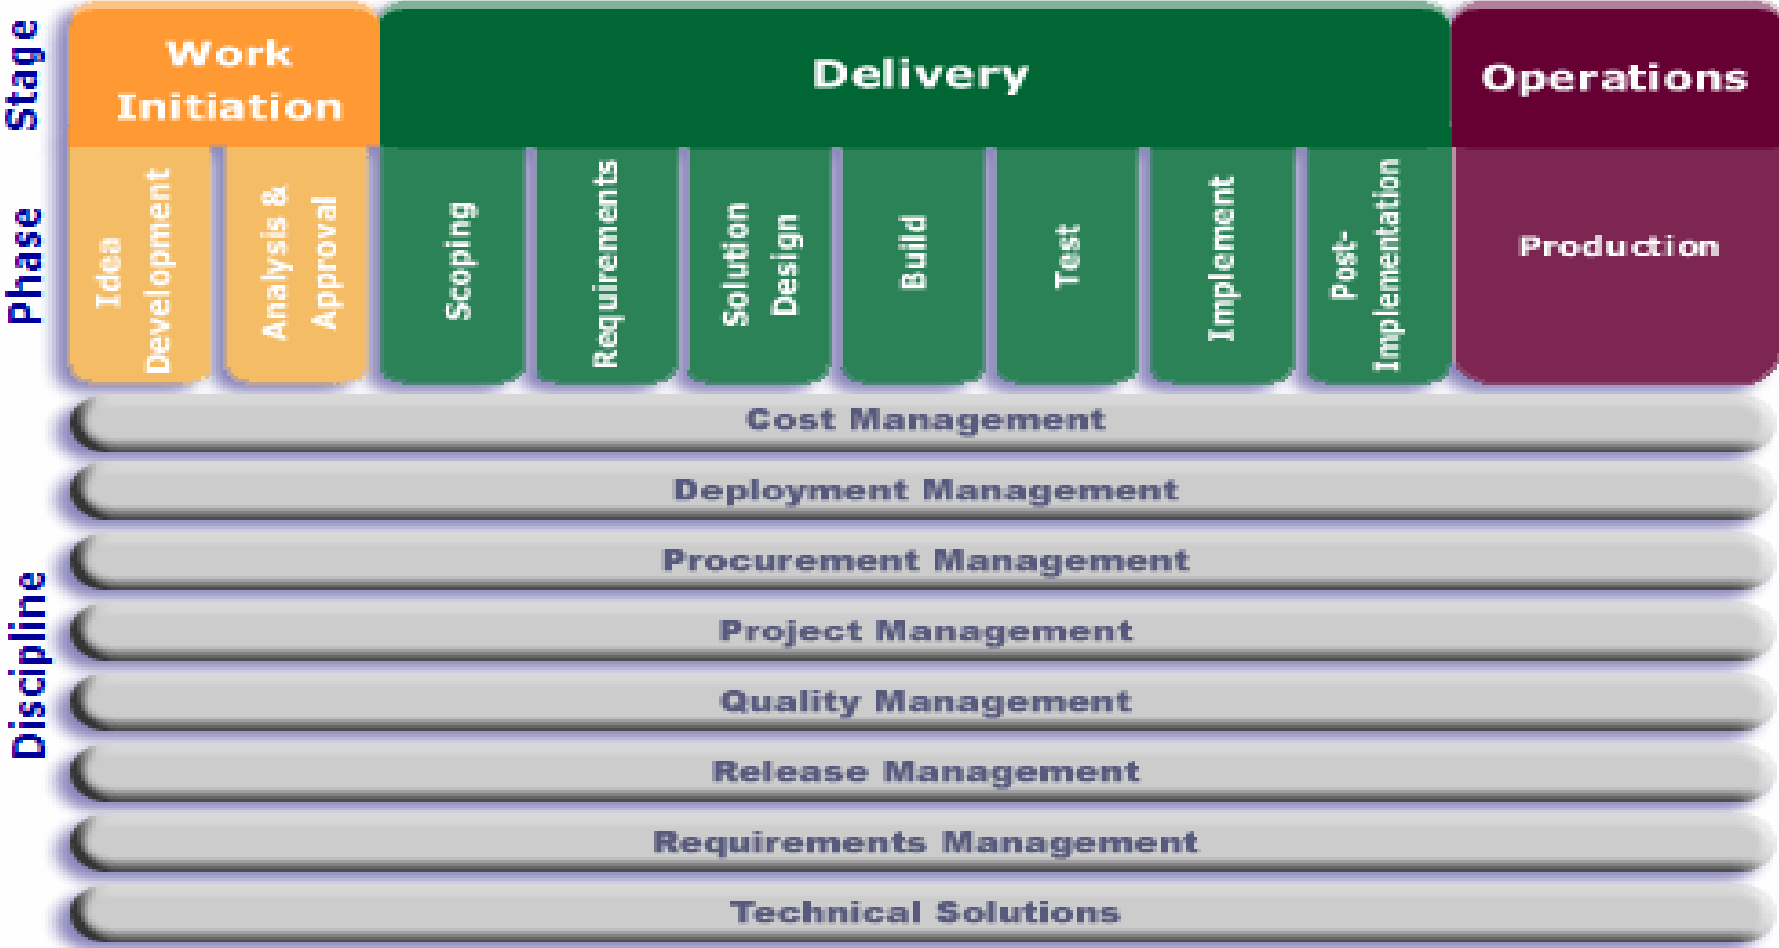 Stage
Work
Initiation
Delivery
Operations
Phase
Idea
Development
Analysis &
Approval
Scoping
Requirements
Solution
Design
Build
Test
Implement
Post-
Implementation
Production
Discipline
Cost Management
Deployment Management
Procurement Management
Project Management
Quality Management
Release Management
Requirements Management
Technical Solutions